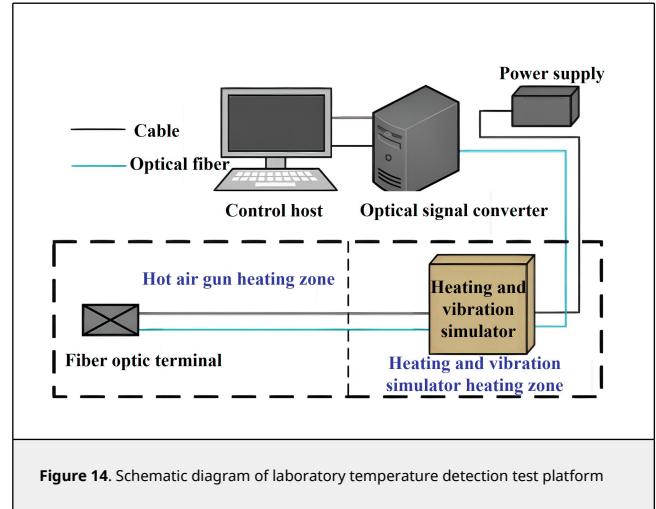 Power supply
Cable
Optical fiber
Control host
Optical signal converter
Hot air gun heating zone
Heating and
vibration
simulator
Fiber optic terminal
Heating and vibration
simulator heating zone
Figure 14. Schematic diagram of laboratory temperature detection test platform